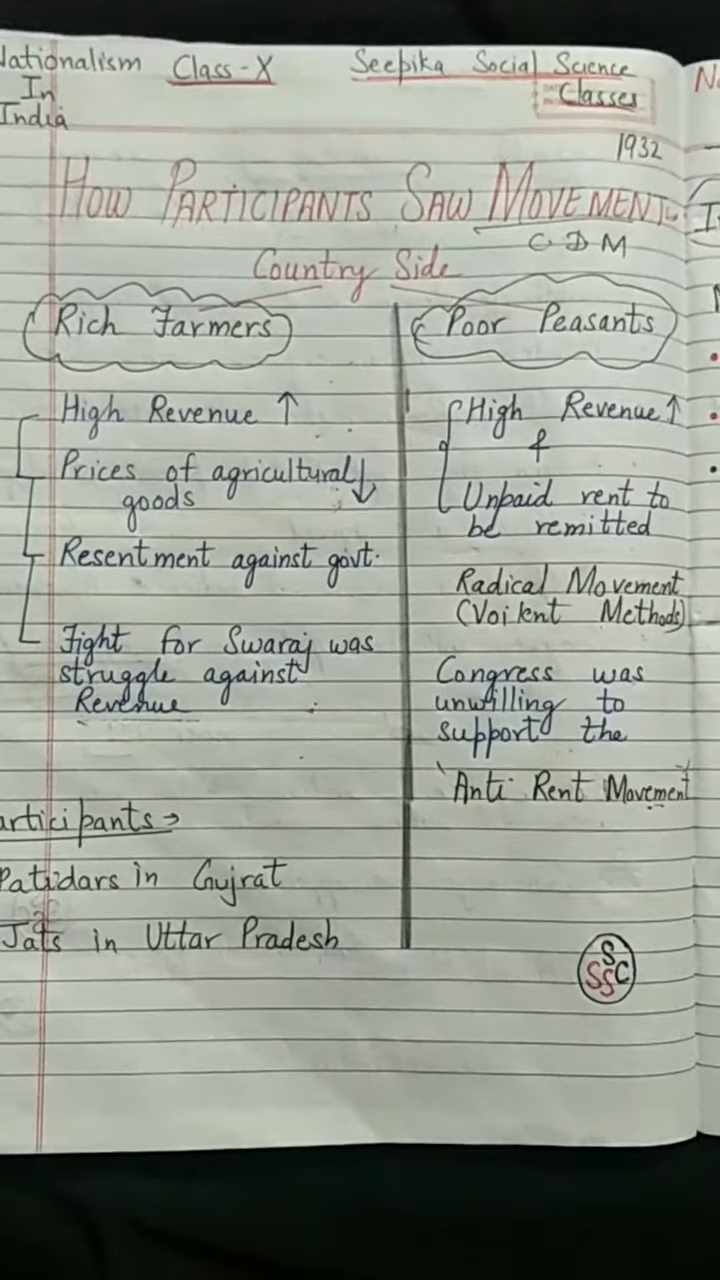 Nationalism
In
India
Class-X
Seepika Social Science
Classes
1932
HOW PARTICIPANTS SAW MOVEMENT
C D M
Country Side
Rich Farmers
High Revenue ↑
Prices of agricultural ↓
goods
Resentment against govt.
Fight for Swaraj was
struggle against
Revenue
articipants →
Patidars in Gujrat
Jats in Uttar Pradesh
Poor Peasants
High Revenue ↑
&
Unpaid rent to
be remitted
Radical Movement
(Voilent Methods)
Congress was
unwilling to
support the
'Anti Rent Movement
S
SSC